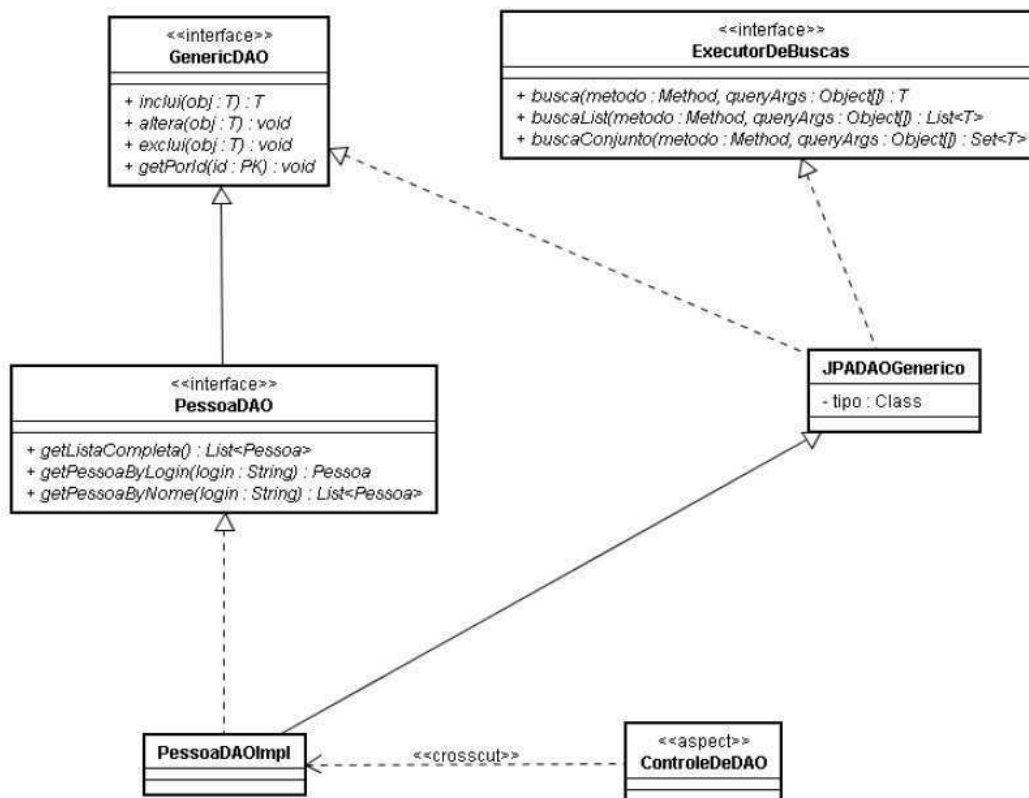 <<interface>>
GenericDAO
+ inclui(obj : T) : T
+ altera(obj : T) : void
+ exclui(obj : T) : void
+ getPorId(id : PK) : void
<<interface>>
ExecutorDeBuscas
+ busca(metodo : Method, queryArgs : Object[]) : T
+ buscaList(metodo : Method, queryArgs : Object[]) : List<T>
+ buscaConjunto(metodo : Method, queryArgs : Object[]) : Set<T>
<<interface>>
PessoaDAO
+ getListaCompleta() : List<Pessoa>
+ getPessoaByLogin(login : String) : Pessoa
+ getPessoaByNome(login : String) : List<Pessoa>
JPADAOGenerico
- tipo : Class
PessoaDAOImpl
<<crosscut>>
<<aspect>>
ControleDeDAO